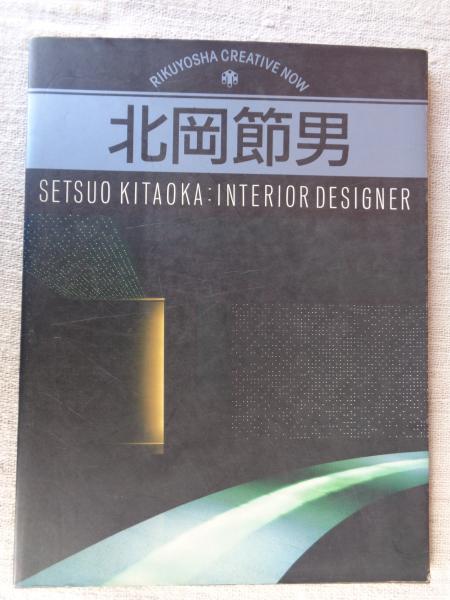 RIKUYOSHA CREATIVE NOW
北岡節男
SETSUO KITAOKA:INTERIOR DESIGNER